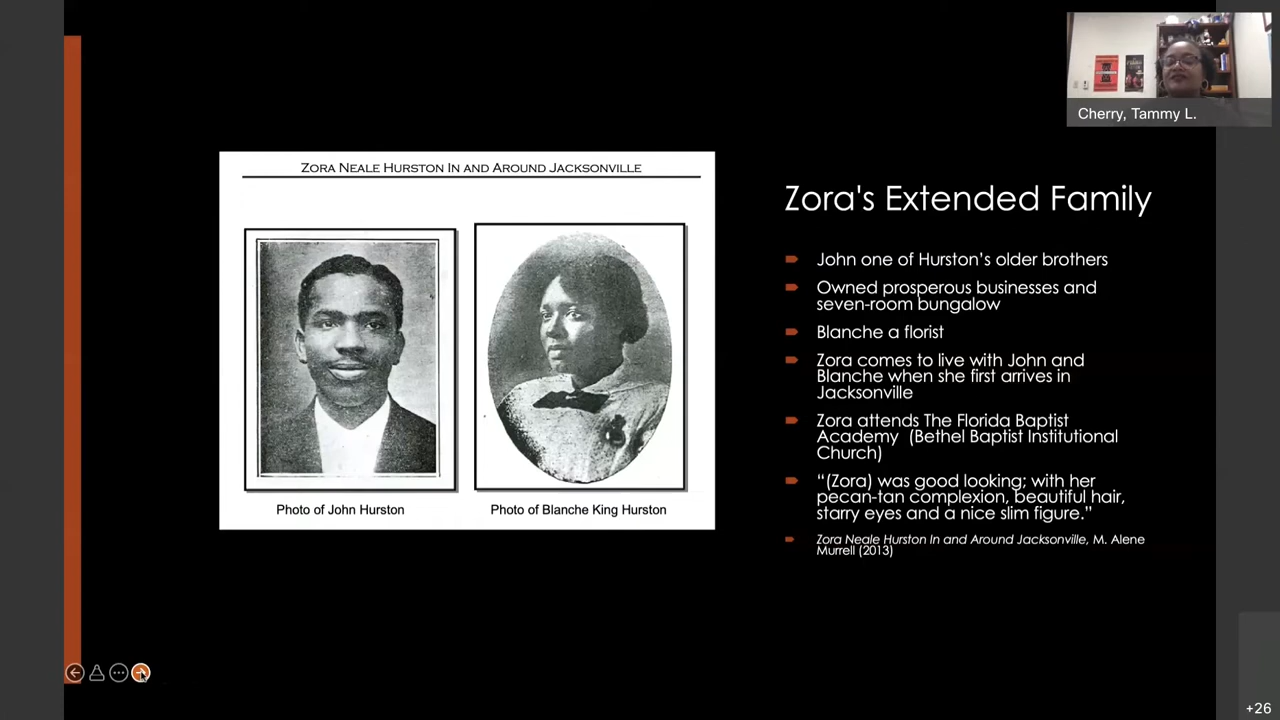 Cherry, Tammy L.
ZORA NEALE HURSTON IN AND AROUND JACKSONVILLE
Photo of John Hurston
Photo of Blanche King Hurston
Zora's Extended Family
John one of Hurston’s older brothers
Owned prosperous businesses and
seven-room bungalow
Blanche a florist
Zora comes to live with John and
Blanche when she first arrives in
Jacksonville
Zora attends The Florida Baptist
Academy (Bethel Baptist Institutional
Church)
“(Zora) was good looking; with her
pecan-tan complexion, beautiful hair,
starry eyes and a nice slim figure.”
Zora Neale Hurston In and Around Jacksonville, M. Alene
Murrell (2013)
+26